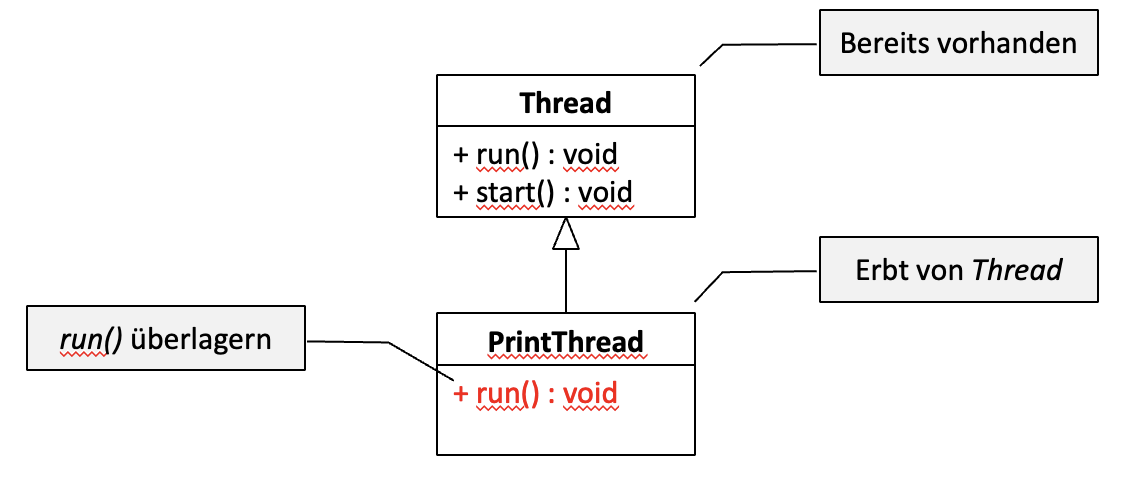 Bereits vorhanden
Thread
+ run() : void
+ start() : void
Erbt von Thread
run() überlagern
PrintThread
+ run() : void